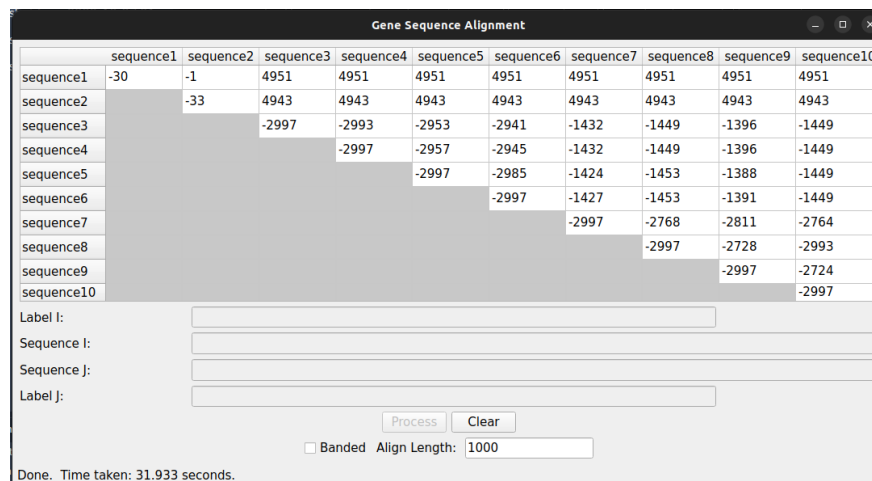 Gene Sequence Alignment
sequence1 sequence2 sequence3 sequence4 sequence5 sequence6 sequence7 sequence8 sequence9 sequence10
sequence1 -30 -1 4951 4951 4951 4951 4951 4951 4951 4951
sequence2 -33 4943 4943 4943 4943 4943 4943 4943 4943
sequence3 -2997 -2993 -2953 -2941 -1432 -1449 -1396 -1449
sequence4 -2997 -2957 -2945 -1432 -1449 -1396 -1449
sequence5 -2997 -2985 -1424 -1453 -1388 -1449
sequence6 -2997 -1427 -1453 -1391 -1449
sequence7 -2997 -2768 -2811 -2764
sequence8 -2997 -2728 -2993
sequence9 -2997 -2724
sequence10 -2997
Label I:
Sequence I:
Sequence J:
Label J:
Process Clear
Banded Align Length: 1000
Done. Time taken: 31.933 seconds.